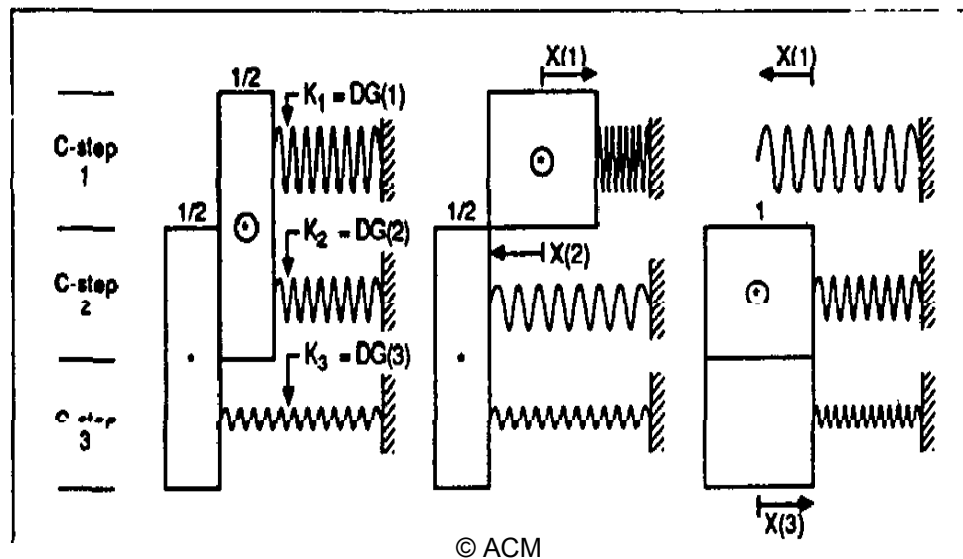 X(1)
X(1)
1/2
K₁ = DG(1)
C-step
1
1/2
K₂ = DG(2)
1/2
X(2)
1
C-step
2
K₃ = DG(3)
3
X(3)
© ACM